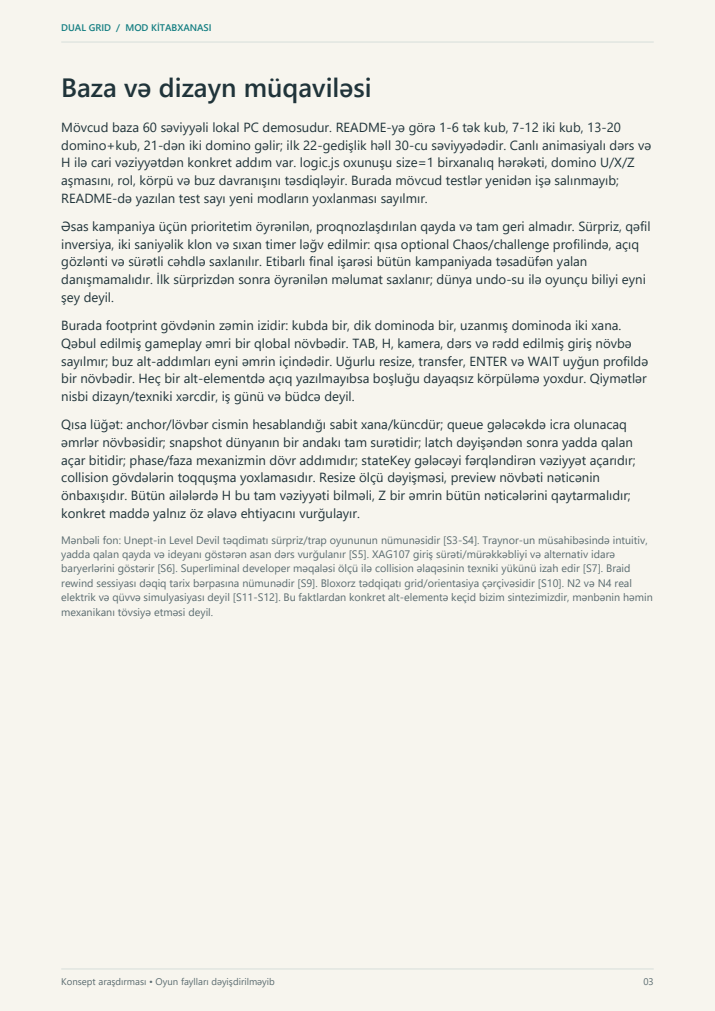 DUAL GRID / MOD KİTABXANASI
Baza və dizayn müqaviləsi
Mövcud baza 60 səviyyəli lokal PC demosudur. README-yə görə 1-6 tək kub, 7-12 iki kub, 13-20
domino+kub, 21-dən iki domino gəlir; ilk 22-gedişlik həll 30-cu səviyyədədir. Canlı animasiyalı dərs və
H ilə cari vəziyyətdən konkret addım var. logic.js oxunuşu size=1 birxanalıq hərəkəti, domino U/X/Z
aşmasını, rol, körpü və buz davranışını təsdiqləyir. Burada mövcud testlər yenidən işə salınmayıb;
README-də yazılan test sayı yeni modların yoxlanması sayılmır.
Əsas kampaniya üçün prioritetim öyrənilən, proqnozlaşdırılan qayda və tam geri almadır. Sürpriz, qəfil
inversiya, iki saniyəlik klon və sıxan timer ləğv edilmir: qısa optional Chaos/challenge profilində, açıq
gözlənti və sürətli cəhdlə saxlanılır. Etibarlı final işarəsi bütün kampaniyada təsadüfən yalan
danışmamalıdır. İlk sürprizdən sonra öyrənilən məlumat saxlanır; dünya undo-su ilə oyunçu biliyi eyni
şey deyil.
Burada footprint gövdənin zəmin izidir: kubda bir, dik dominoda bir, uzanmış dominoda iki xana.
Qəbul edilmiş gameplay əmri bir qlobal növbədir. TAB, H, kamera, dərs və rədd edilmiş giriş növbə
sayılmır; buz alt-addımları eyni əmrin içindədir. Uğurlu resize, transfer, ENTER və WAIT uyğun profildə
bir növbədir. Heç bir alt-elementdə açıq yazılmayıbsa boşluğu dayaqsız körpüləmə yoxdur. Qiymətlər
nisbi dizayn/texniki xərcdir, iş günü və büdcə deyil.
Qısa lüğət: anchor/lövbər cismin hesablandığı sabit xana/küncdür; queue gələcəkdə icra olunacaq
əmrlər növbəsidir; snapshot dünyanın bir andakı tam surətidir; latch dəyişəndən sonra yadda qalan
açar bitidir; phase/faza mexanizmin dövr addımıdır; stateKey gələcəyi fərqləndirən vəziyyət açarıdır;
collision gövdələrin toqquşma yoxlamasıdır. Resize ölçü dəyişməsi, preview növbəti nəticənin
önbaxışıdır. Bütün ailələrdə H bu tam vəziyyəti bilməli, Z bir əmrin bütün nəticələrini qaytarmalıdır;
konkret maddə yalnız öz əlavə ehtiyacını vurğulayır.
Mənbəli fon: Unept-in Level Devil təqdimatı sürpriz/trap oyununun nümunəsidir [S3-S4]. Traynor-un müsahibəsində intuitiv,
yadda qalan qayda və ideyanı göstərən asan dərs vurğulanır [S5]. XAG107 giriş sürəti/mürəkkəbliyi və alternativ idarə
baryerlərini göstərir [S6]. Superliminal developer məqaləsi ölçü ilə collision əlaqəsinin texniki yükünü izah edir [S7]. Braid
rewind sessiyası dəqiq tarix bərpasına nümunədir [S9]. Bloxorz tədqiqatı grid/orientasiya çərçivəsidir [S10]. N2 və N4 real
elektrik və qüvvə simulyasiyası deyil [S11-S12]. Bu faktlardan konkret alt-elementə keçid bizim sintezimizdir, mənbənin həmin
mexanikanı tövsiyə etməsi deyil.
Konsept araşdırması • Oyun faylları dəyişdirilməyib
03